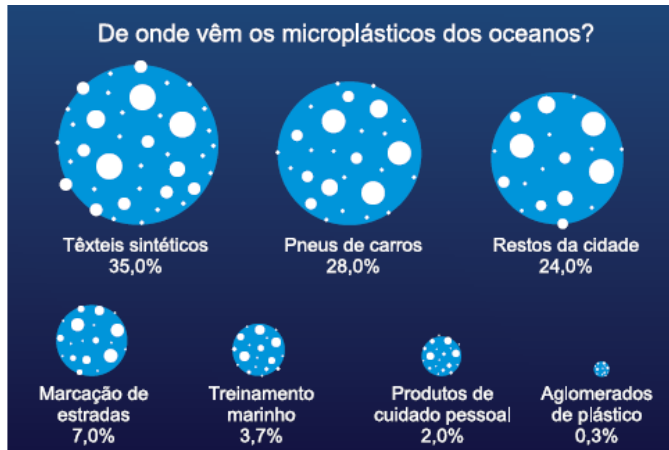 De onde vêm os microplásticos dos oceanos?
Têxteis sintéticos
35,0%
Pneus de carros
28,0%
Restos da cidade
24,0%
Marcação de
estradas
7,0%
Treinamento
marinho
3,7%
Produtos de
cuidado pessoal
2,0%
Aglomerados
de plástico
0,3%